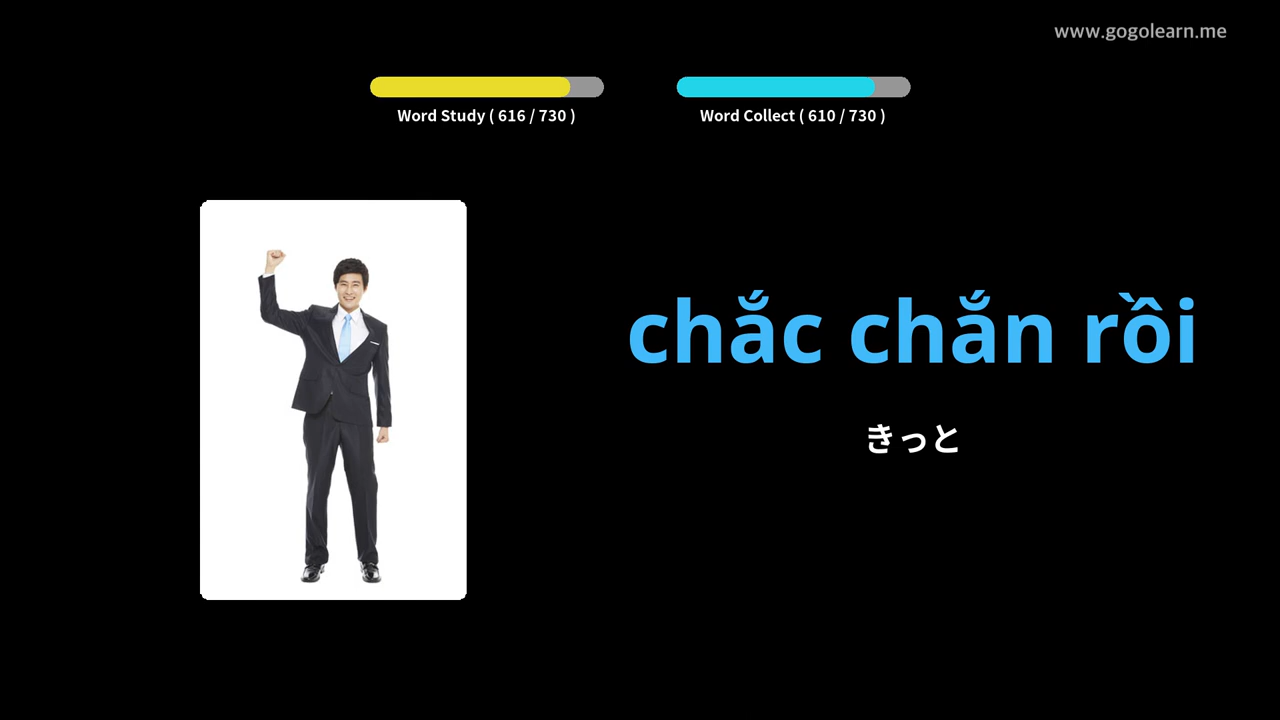 www.gogolearn.me
Word Study ( 616 / 730 )
Word Collect ( 610 / 730 )
chắc chắn rồi
きっと